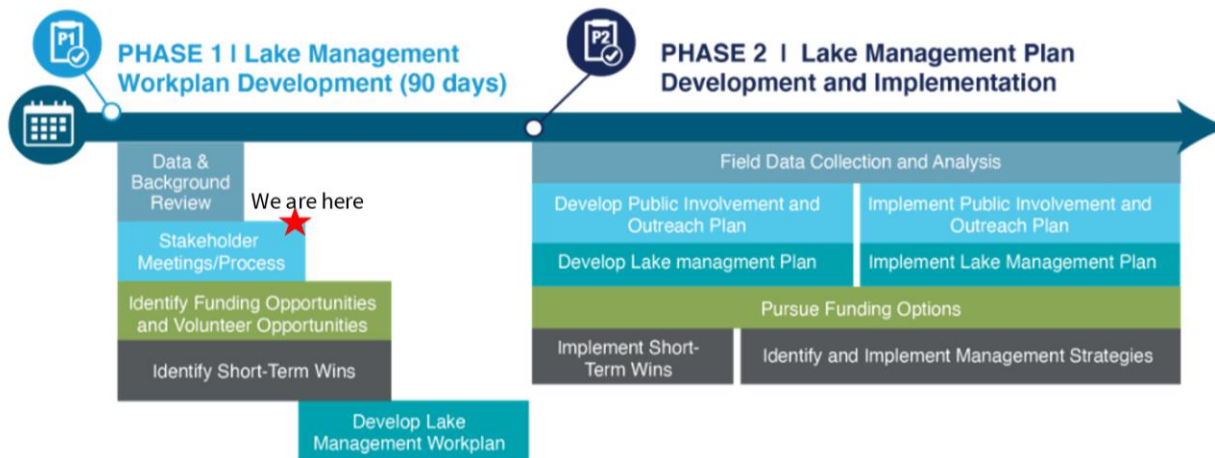 P1
PHASE 1 | Lake Management
Workplan Development (90 days)
P2
PHASE 2 | Lake Management Plan
Development and Implementation
Data &
Background
Review
We are here
Stakeholder
Meetings/Process
Identify Funding Opportunities
and Volunteer Opportunities
Identify Short-Term Wins
Develop Lake
Management Workplan
Field Data Collection and Analysis
Develop Public Involvement and
Outreach Plan
Implement Public Involvement and
Outreach Plan
Develop Lake managment Plan
Implement Lake Management Plan
Pursue Funding Options
Implement Short-
Term Wins
Identify and Implement Management Strategies